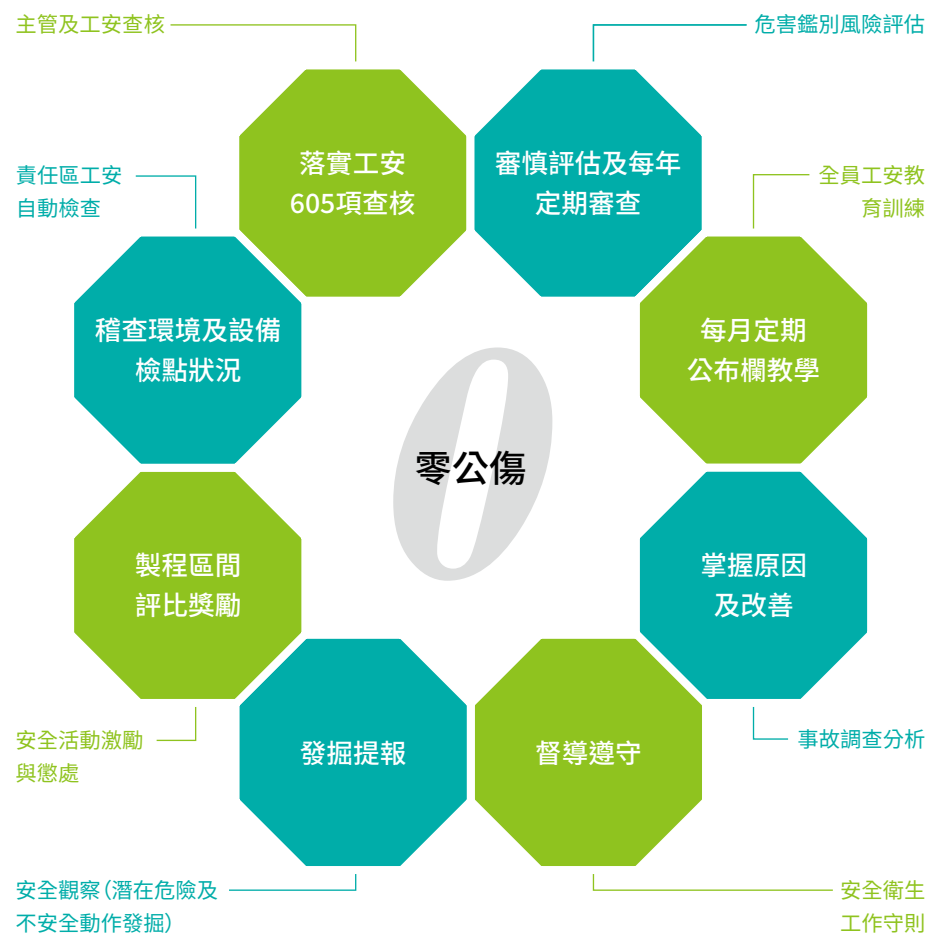 主管及工安查核
危害鑑別風險評估
落實工安
605項查核
審慎評估及每年
定期審查
責任區工安
自動檢查
全員工安教
育訓練
稽查環境及設備
檢點狀況
每月定期
公布欄教學
0
零公傷
製程區間
評比獎勵
掌握原因
及改善
安全活動激勵
與懲處
發掘提報
督導遵守
事故調查分析
安全觀察(潛在危險及
不安全動作發掘)
安全衛生
工作守則